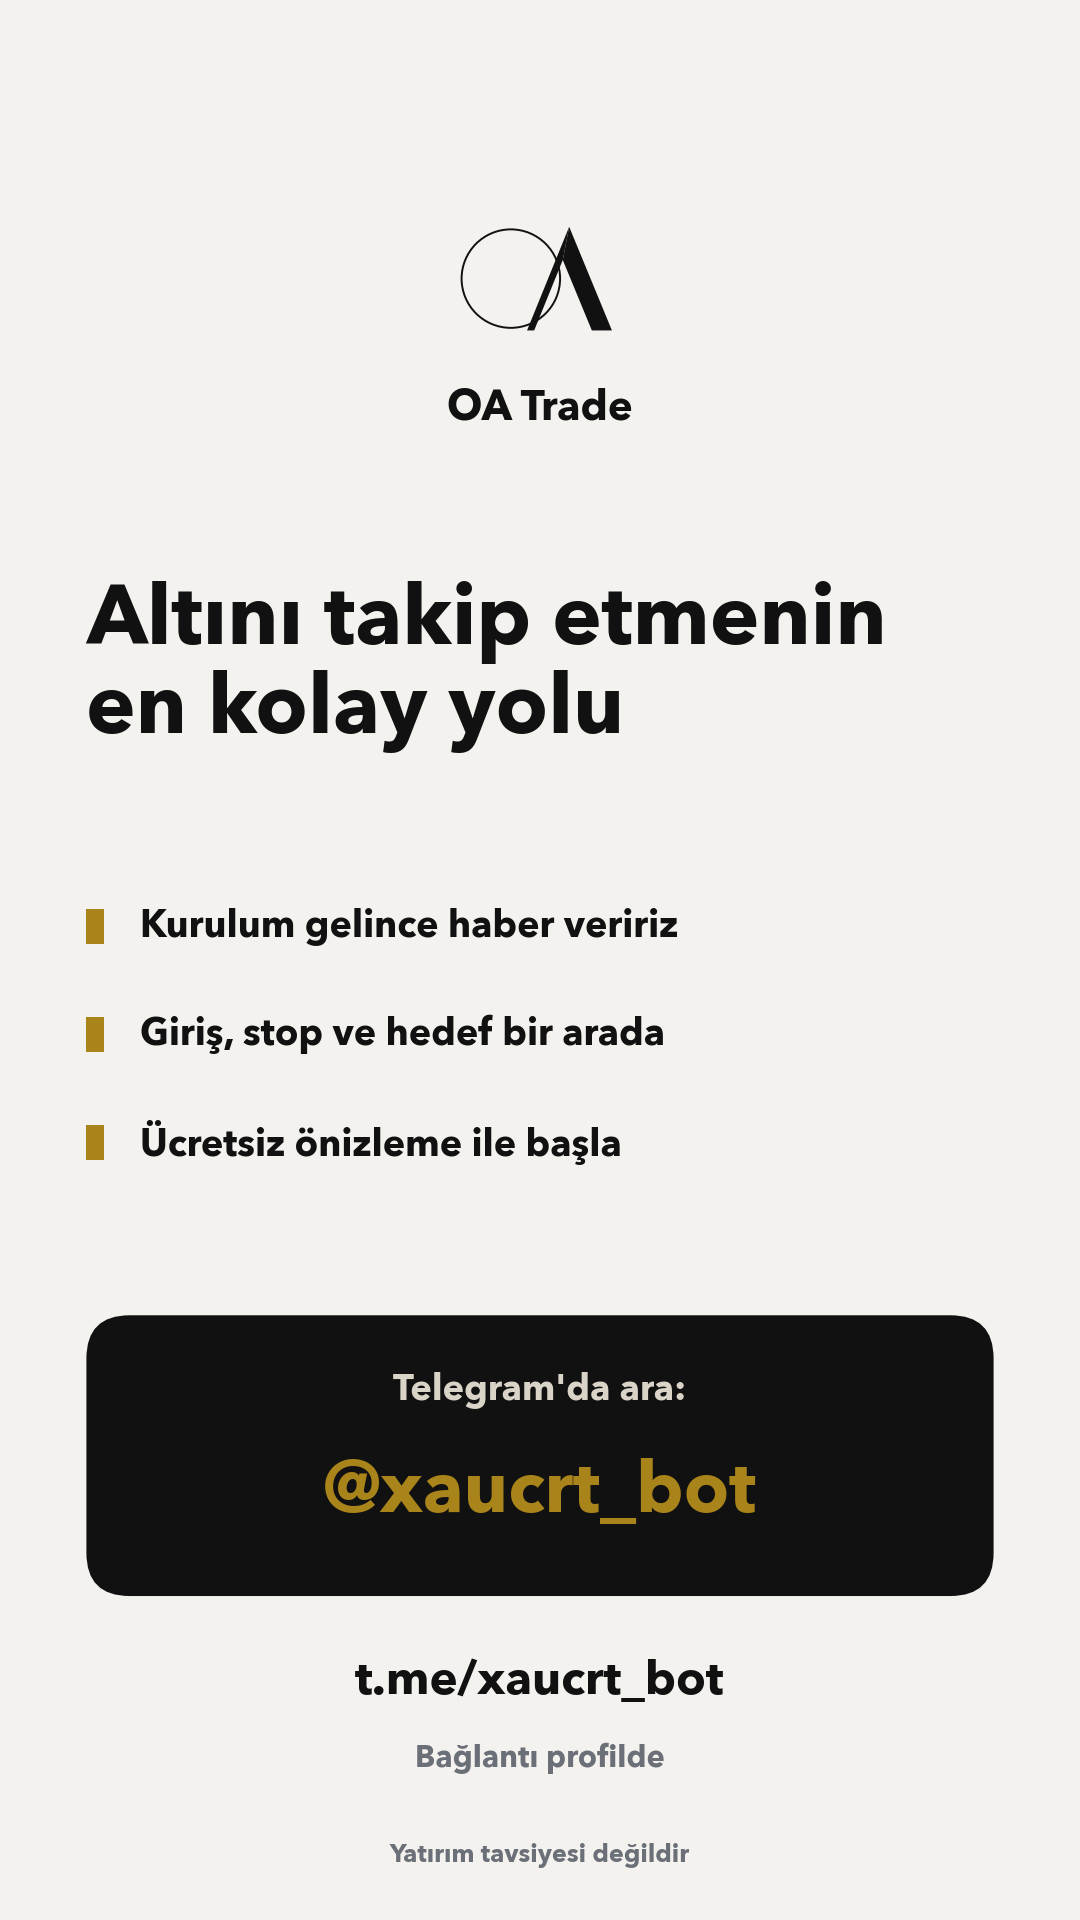 OA
OA Trade
Altını takip etmenin
en kolay yolu
Kurulum gelince haber veririz
Giriş, stop ve hedef bir arada
Ücretsiz önizleme ile başla
Telegram'da ara:
@xaucrt_bot
t.me/xaucrt_bot
Bağlantı profilde
Yatırım tavsiyesi değildir